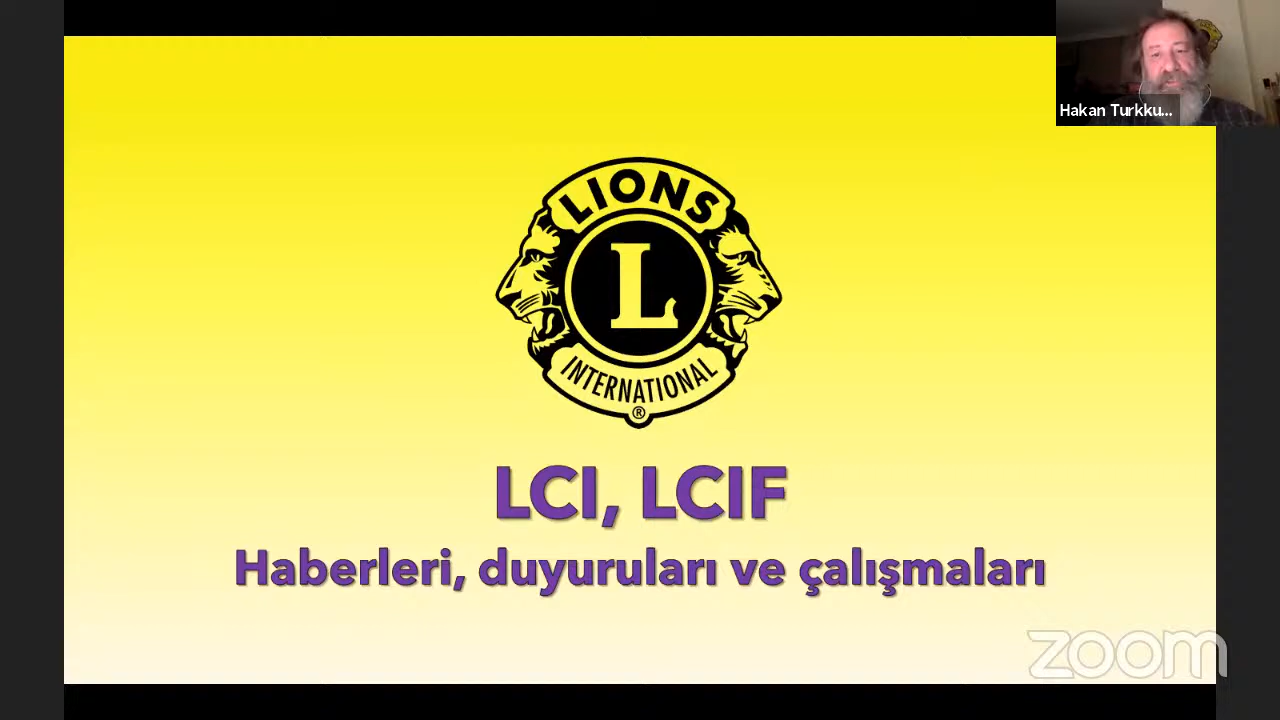 Hakan Turkku...
LIONS
L
INTERNATIONAL
®
LCI, LCIF
Haberleri, duyuruları ve çalışmaları
zoom